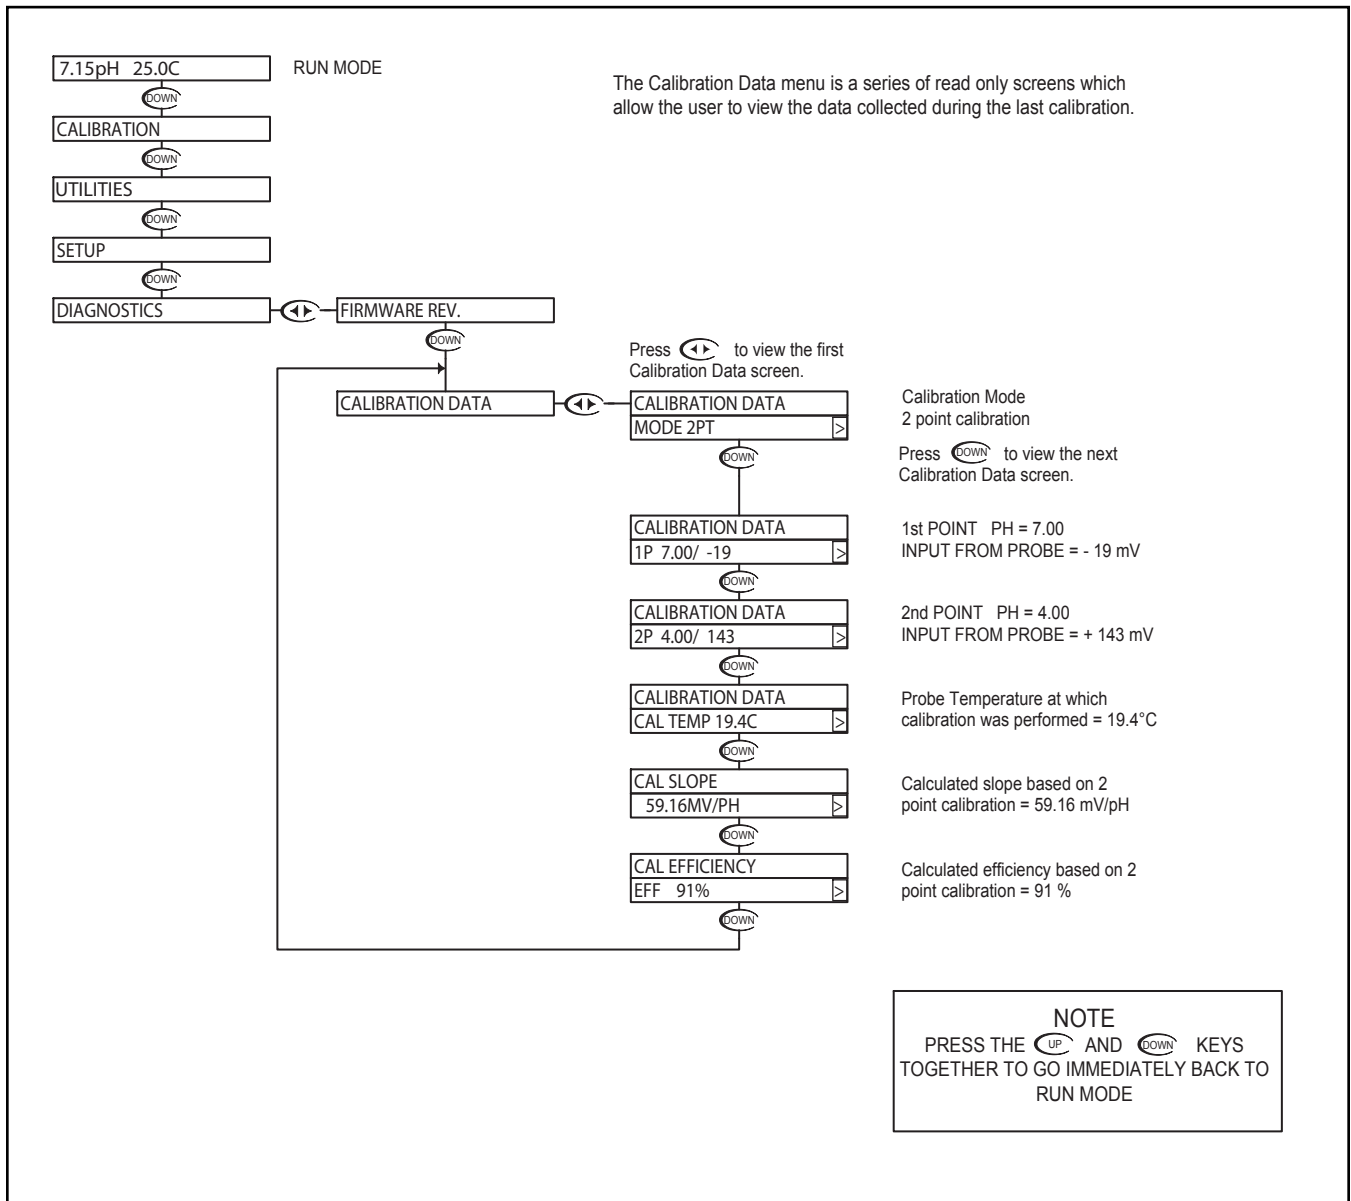 7.15pH 25.0C
RUN MODE
The Calibration Data menu is a series of read only screens which
allow the user to view the data collected during the last calibration.
DOWN
CALIBRATION
DOWN
UTILITIES
DOWN
SETUP
DOWN
DIAGNOSTICS
FIRMWARE REV.
DOWN
Press to view the first
Calibration Data screen.
CALIBRATION DATA
CALIBRATION DATA
MODE 2PT >
Calibration Mode
2 point calibration
DOWN
Press DOWN to view the next
Calibration Data screen.
CALIBRATION DATA
1P 7.00/ -19 >
1st POINT PH = 7.00
INPUT FROM PROBE = - 19 mV
DOWN
CALIBRATION DATA
2P 4.00/ 143 >
2nd POINT PH = 4.00
INPUT FROM PROBE = + 143 mV
DOWN
CALIBRATION DATA
CAL TEMP 19.4C >
Probe Temperature at which
calibration was performed = 19.4°C
DOWN
CAL SLOPE
59.16MV/PH >
Calculated slope based on 2
point calibration = 59.16 mV/pH
DOWN
CAL EFFICIENCY
EFF 91% >
Calculated efficiency based on 2
point calibration = 91 %
DOWN
NOTE
PRESS THE UP AND DOWN KEYS
TOGETHER TO GO IMMEDIATELY BACK TO
RUN MODE